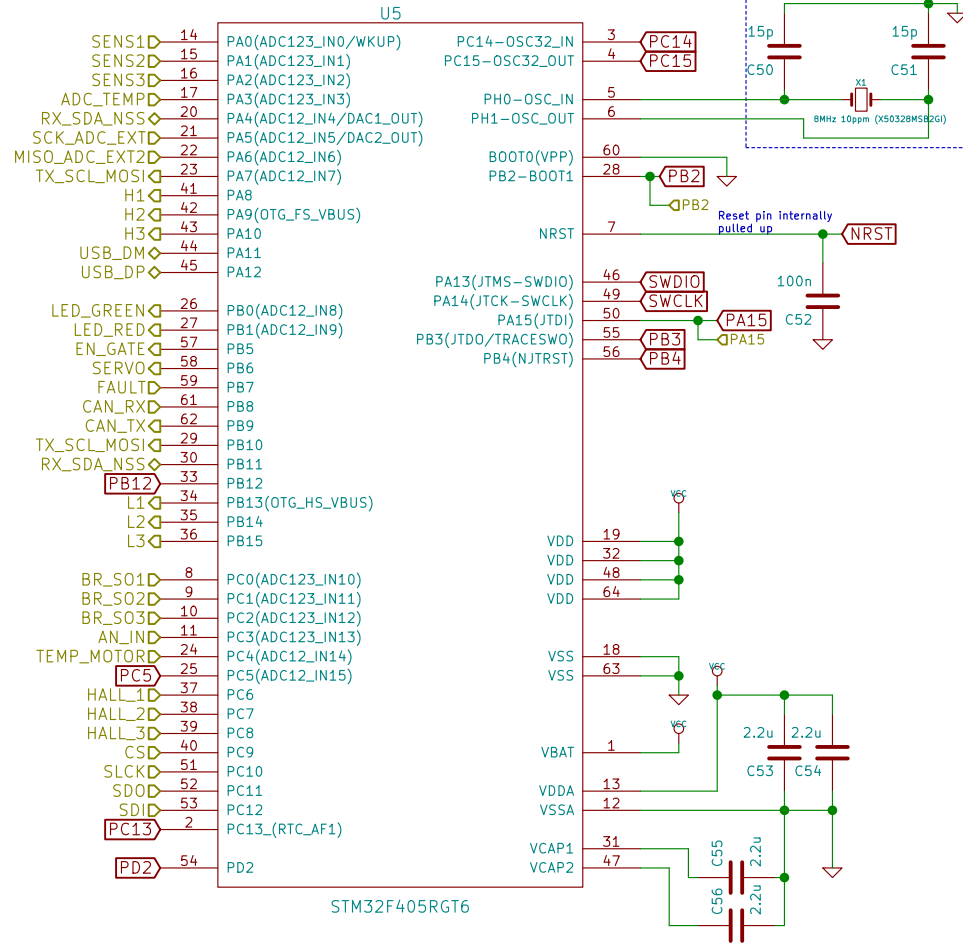 U5
SENS1 14 PA0(ADC123_IN0/WKUP)
SENS2 15 PA1(ADC123_IN1)
SENS3 16 PA2(ADC123_IN2)
ADC_TEMP 17 PA3(ADC123_IN3)
RX_SDA_NSS 20 PA4(ADC12_IN4/DAC1_OUT)
SCK_ADC_EXT 21 PA5(ADC12_IN5/DAC2_OUT)
MISO_ADC_EXT2 22 PA6(ADC12_IN6)
TX_SCL_MOSI 23 PA7(ADC12_IN7)
H1 41 PA8
H2 42 PA9(OTG_FS_VBUS)
H3 43 PA10
USB_DM 44 PA11
USB_DP 45 PA12
LED_GREEN 26 PB0(ADC12_IN8)
LED_RED 27 PB1(ADC12_IN9)
EN_GATE 57 PB5
SERVO 58 PB6
FAULT 59 PB7
CAN_RX 61 PB8
CAN_TX 62 PB9
TX_SCL_MOSI 29 PB10
RX_SDA_NSS 30 PB11
PB12 33 PB12
L1 34 PB13(OTG_HS_VBUS)
L2 35 PB14
L3 36 PB15
BR_SO1 8 PC0(ADC123_IN10)
BR_SO2 9 PC1(ADC123_IN11)
BR_SO3 10 PC2(ADC123_IN12)
AN_IN 11 PC3(ADC123_IN13)
TEMP_MOTOR 24 PC4(ADC12_IN14)
PC5 25 PC5(ADC12_IN15)
HALL_1 37 PC6
HALL_2 38 PC7
HALL_3 39 PC8
CS 40 PC9
SLCK 51 PC10
SDO 52 PC11
SDI 53 PC12
PC13 2 PC13_(RTC_AF1)
PD2 54 PD2
PC14-OSC32_IN 3 PC14
PC15-OSC32_OUT 4 PC15
PH0-OSC_IN 5
PH1-OSC_OUT 6
BOOT0(VPP) 60
PB2-BOOT1 28 PB2
PB2
NRST 7 NRST
PA13(JTMS-SWDIO) 46 SWDIO
PA14(JTCK-SWCLK) 49 SWCLK
PA15(JTDI) 50 PA15
PA15
PB3(JTDO/TRACESWO) 55 PB3
PB4(NJTRST) 56 PB4
VCC
VDD 19
VDD 32
VDD 48
VDD 64
VSS 18
VSS 63
VCC
VBAT 1
VDDA 13
VSSA 12
VCAP1 31
VCAP2 47
15p
C50
15p
C51
X1
8MHz 10ppm (X50328MSB2GI)
Reset pin internally
pulled up
100n
C52
VCC
2.2u
C53
2.2u
C54
C55
2.2u
C56
2.2u
STM32F405RGT6